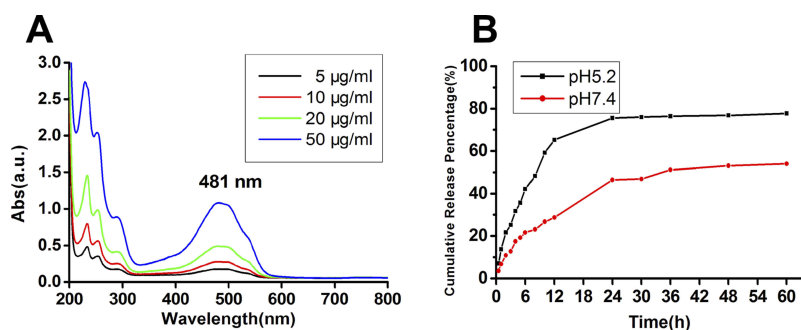 A
5 µg/ml
10 µg/ml
20 µg/ml
50 µg/ml
481 nm
Abs(a.u.)
3.0
2.5
2.0
1.5
1.0
0.5
0.0
200 300 400 500 600 700 800
Wavelength(nm)
B
pH5.2
pH7.4
Cumulative Release Pencentage(%)
100
80
60
40
20
0
0 6 12 18 24 30 36 42 48 54 60
Time(h)